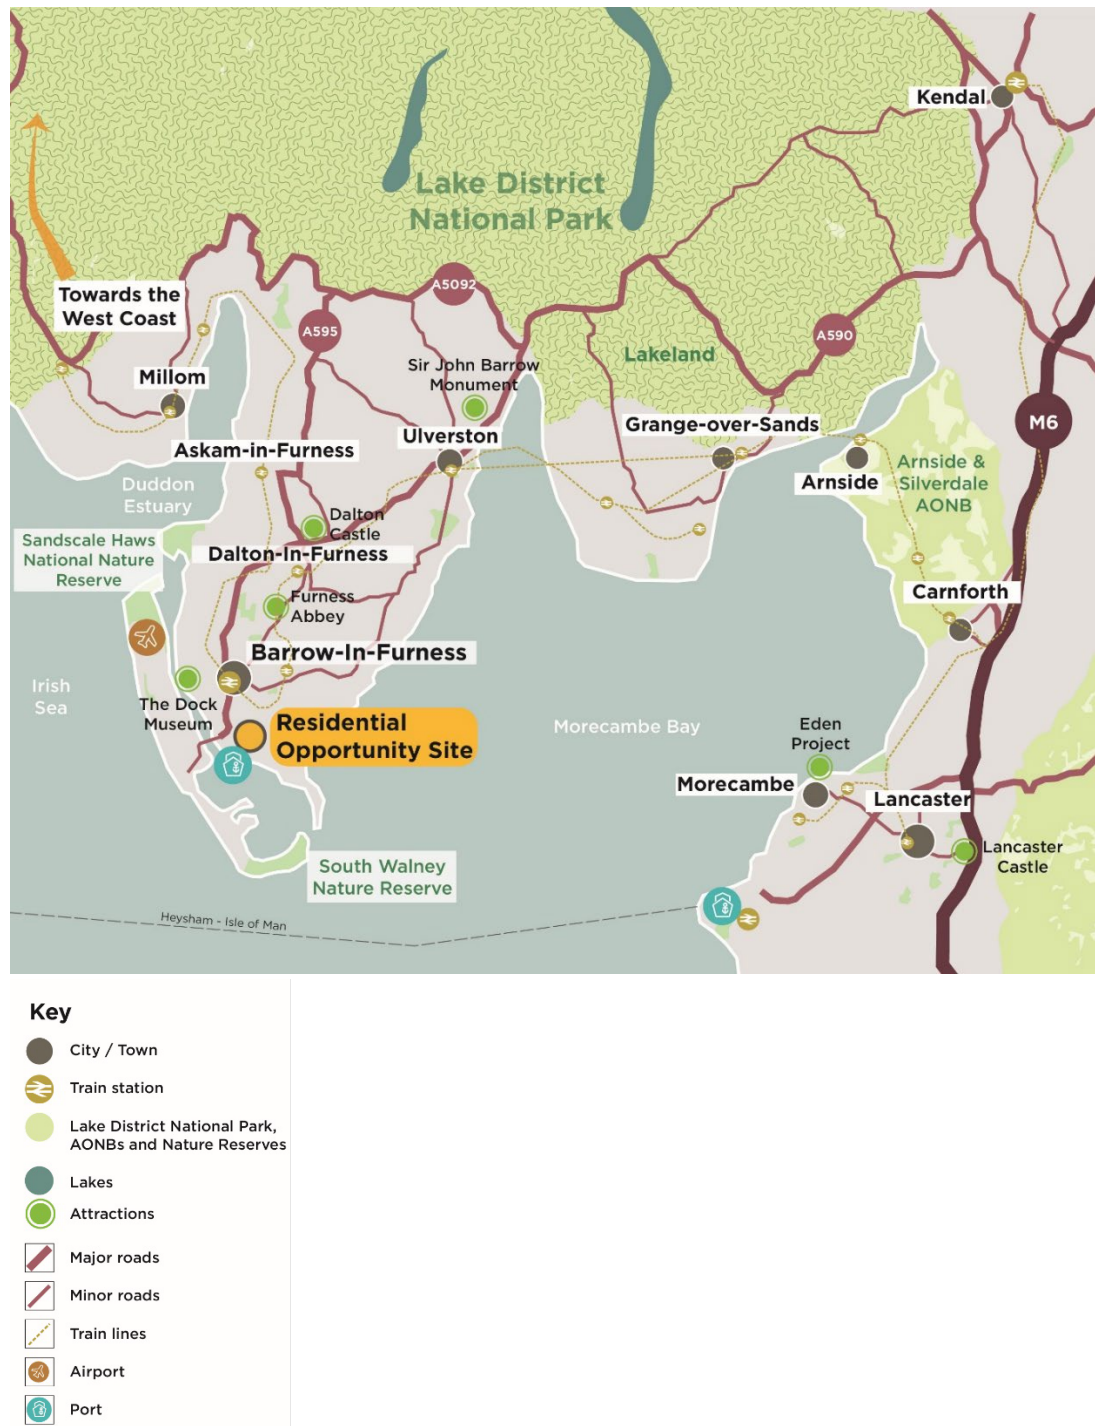 Kendal
Lake District
National Park
Towards the
West Coast
A5092
A595
A590
Lakeland
Sir John Barrow
Monument
Millom
M6
Grange-over-Sands
Ulverston
Askam-in-Furness
Arnside
Arnside &
Silverdale
AONB
Duddon
Estuary
Dalton
Castle
Sandscale Haws
National Nature
Reserve
Dalton-In-Furness
Carnforth
Furness
Abbey
Barrow-In-Furness
Irish
Sea
The Dock
Museum
Residential
Opportunity Site
Morecambe Bay
Eden
Project
Morecambe
Lancaster
Lancaster
Castle
South Walney
Nature Reserve
Heysham - Isle of Man
Key
City / Town
Train station
Lake District National Park,
AONBs and Nature Reserves
Lakes
Attractions
Major roads
Minor roads
Train lines
Airport
Port